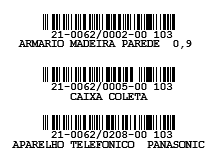 21-0062/0002-00 103
ARMARIO MADEIRA PAREDE 0,9
21-0062/0005-00 103
CAIXA COLETA
21-0062/0208-00 103
APARELHO TELEFONICO PANASONIC